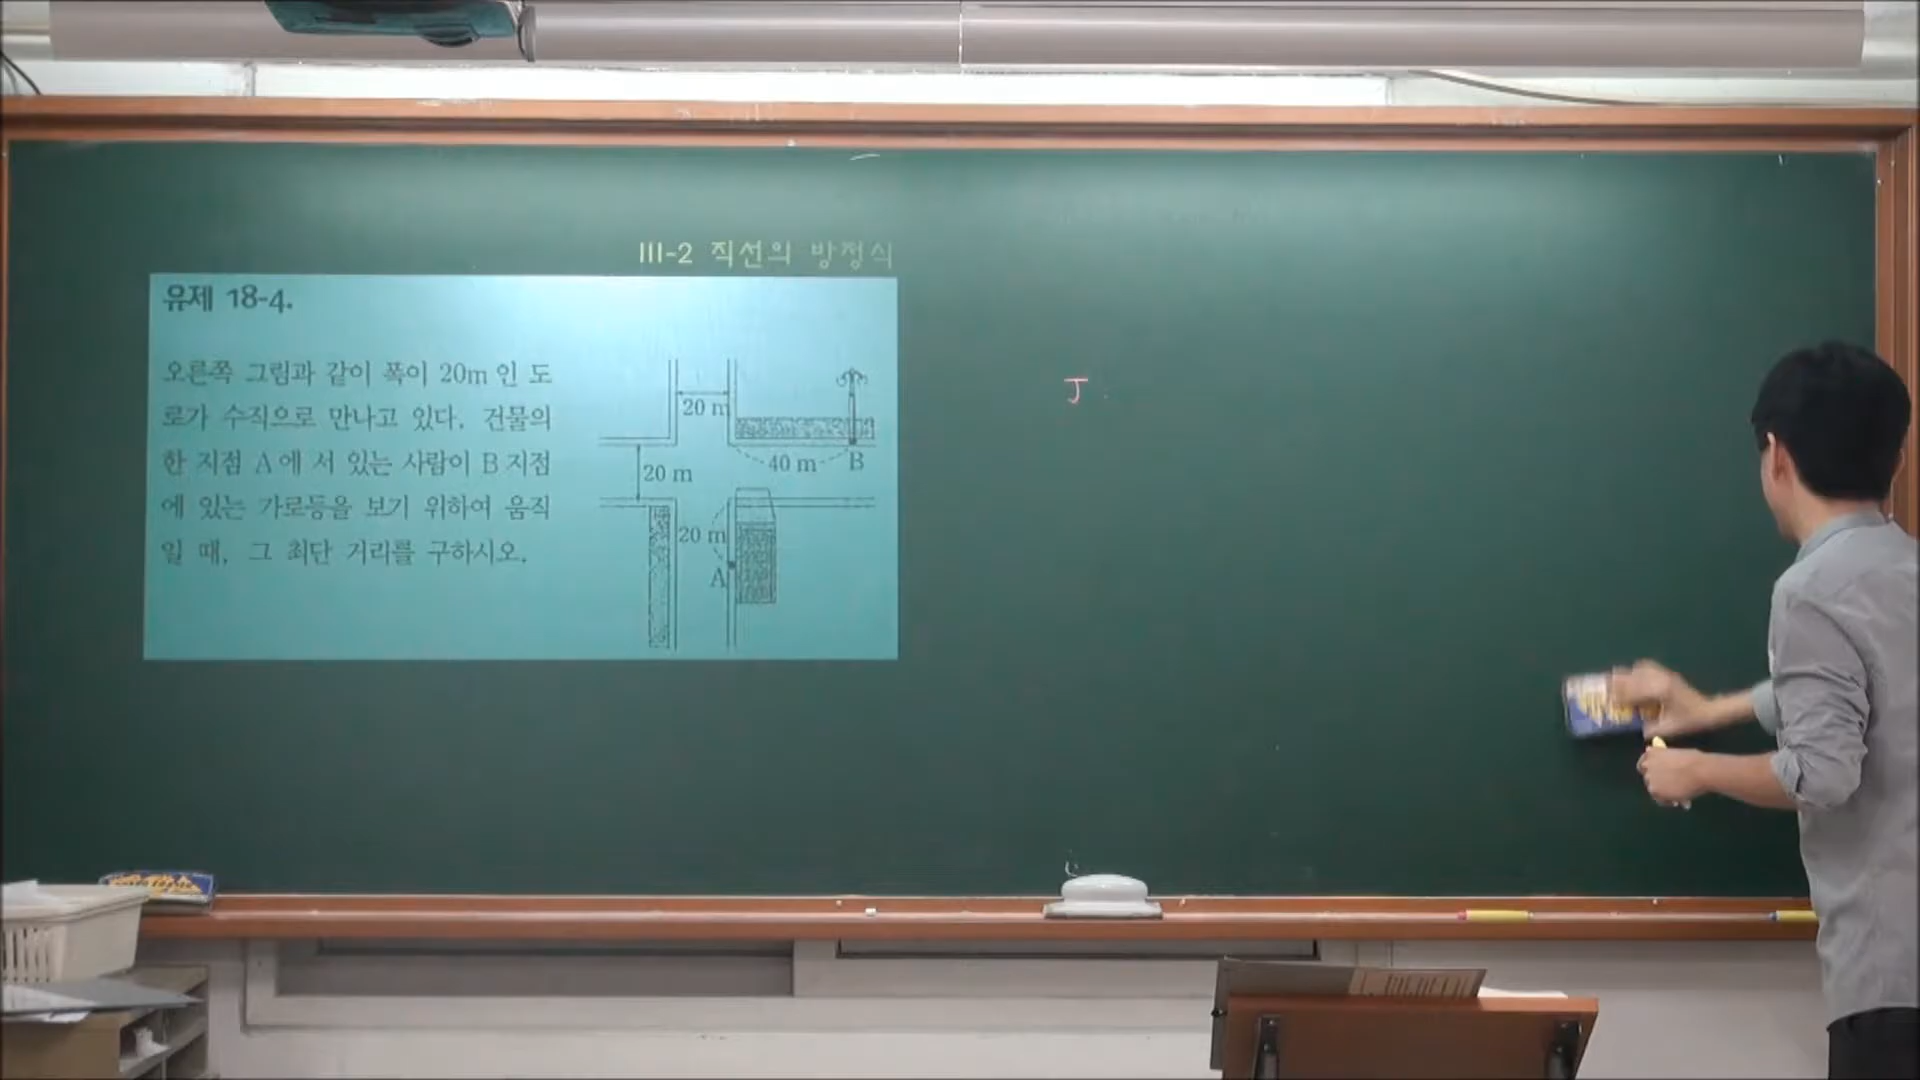 III-2 직선의 방정식
유제 18-4.
오른쪽 그림과 같이 폭이 20m 인 도
로가 수직으로 만나고 있다. 건물의
한 지점 A에 서 있는 사람이 B지점
에 있는 가로등을 보기 위하여 움직
일 때, 그 최단 거리를 구하시오.
20 m
20 m
40 m
B
20 m
A
J